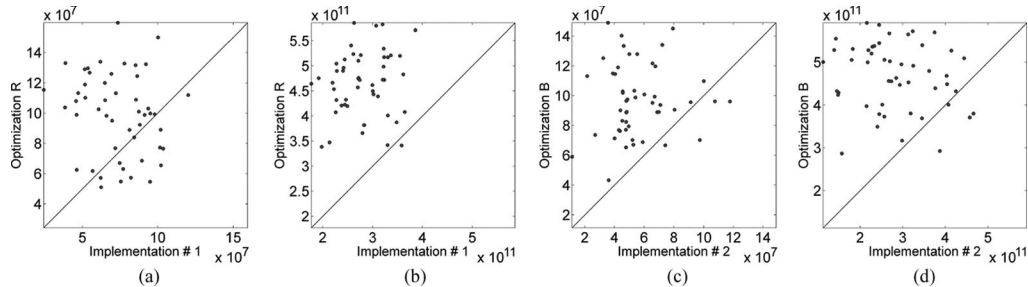 x 10^7
14
12
10
8
6
4
Optimization R
5
10
15
Implementation # 1
x 10^7
(a)
x 10^11
5.5
5
4.5
4
3.5
3
2.5
2
Optimization R
2
3
4
5
Implementation # 1
x 10^11
(b)
x 10^7
14
12
10
8
6
4
2
Optimization B
2
4
6
8
10
12
14
Implementation # 2
x 10^7
(c)
x 10^11
5
4
3
2
Optimization B
2
3
4
5
Implementation # 2
x 10^11
(d)